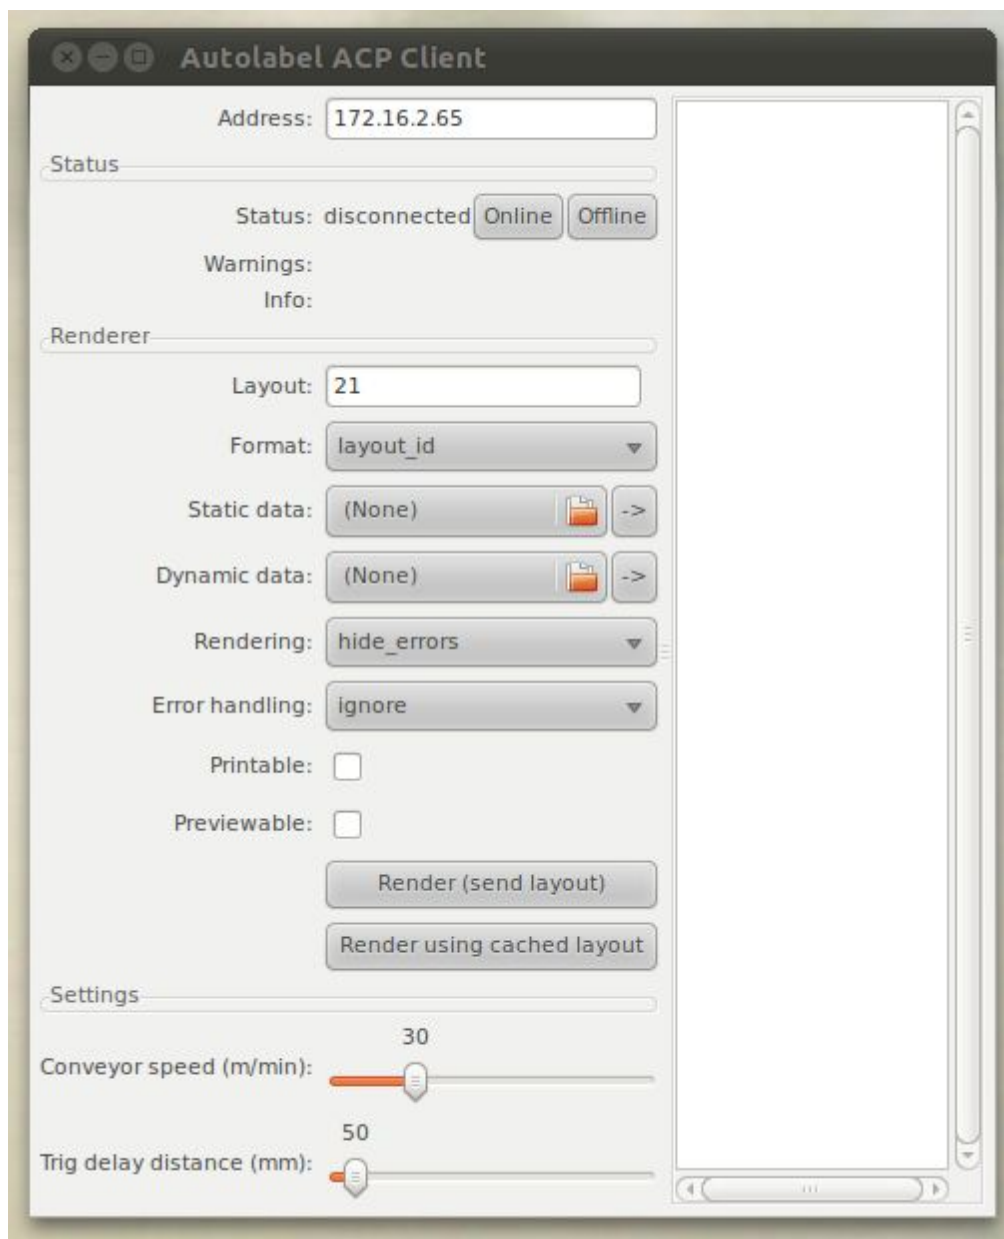 Autolabel ACP Client
Address: 172.16.2.65
Status
Status: disconnected Online Offline
Warnings:
Info:
Renderer
Layout: 21
Format: layout_id
Static data: (None) ->
Dynamic data: (None) ->
Rendering: hide_errors
Error handling: ignore
Printable:
Previewable:
Render (send layout)
Render using cached layout
Settings
30
Conveyor speed (m/min):
50
Trig delay distance (mm):